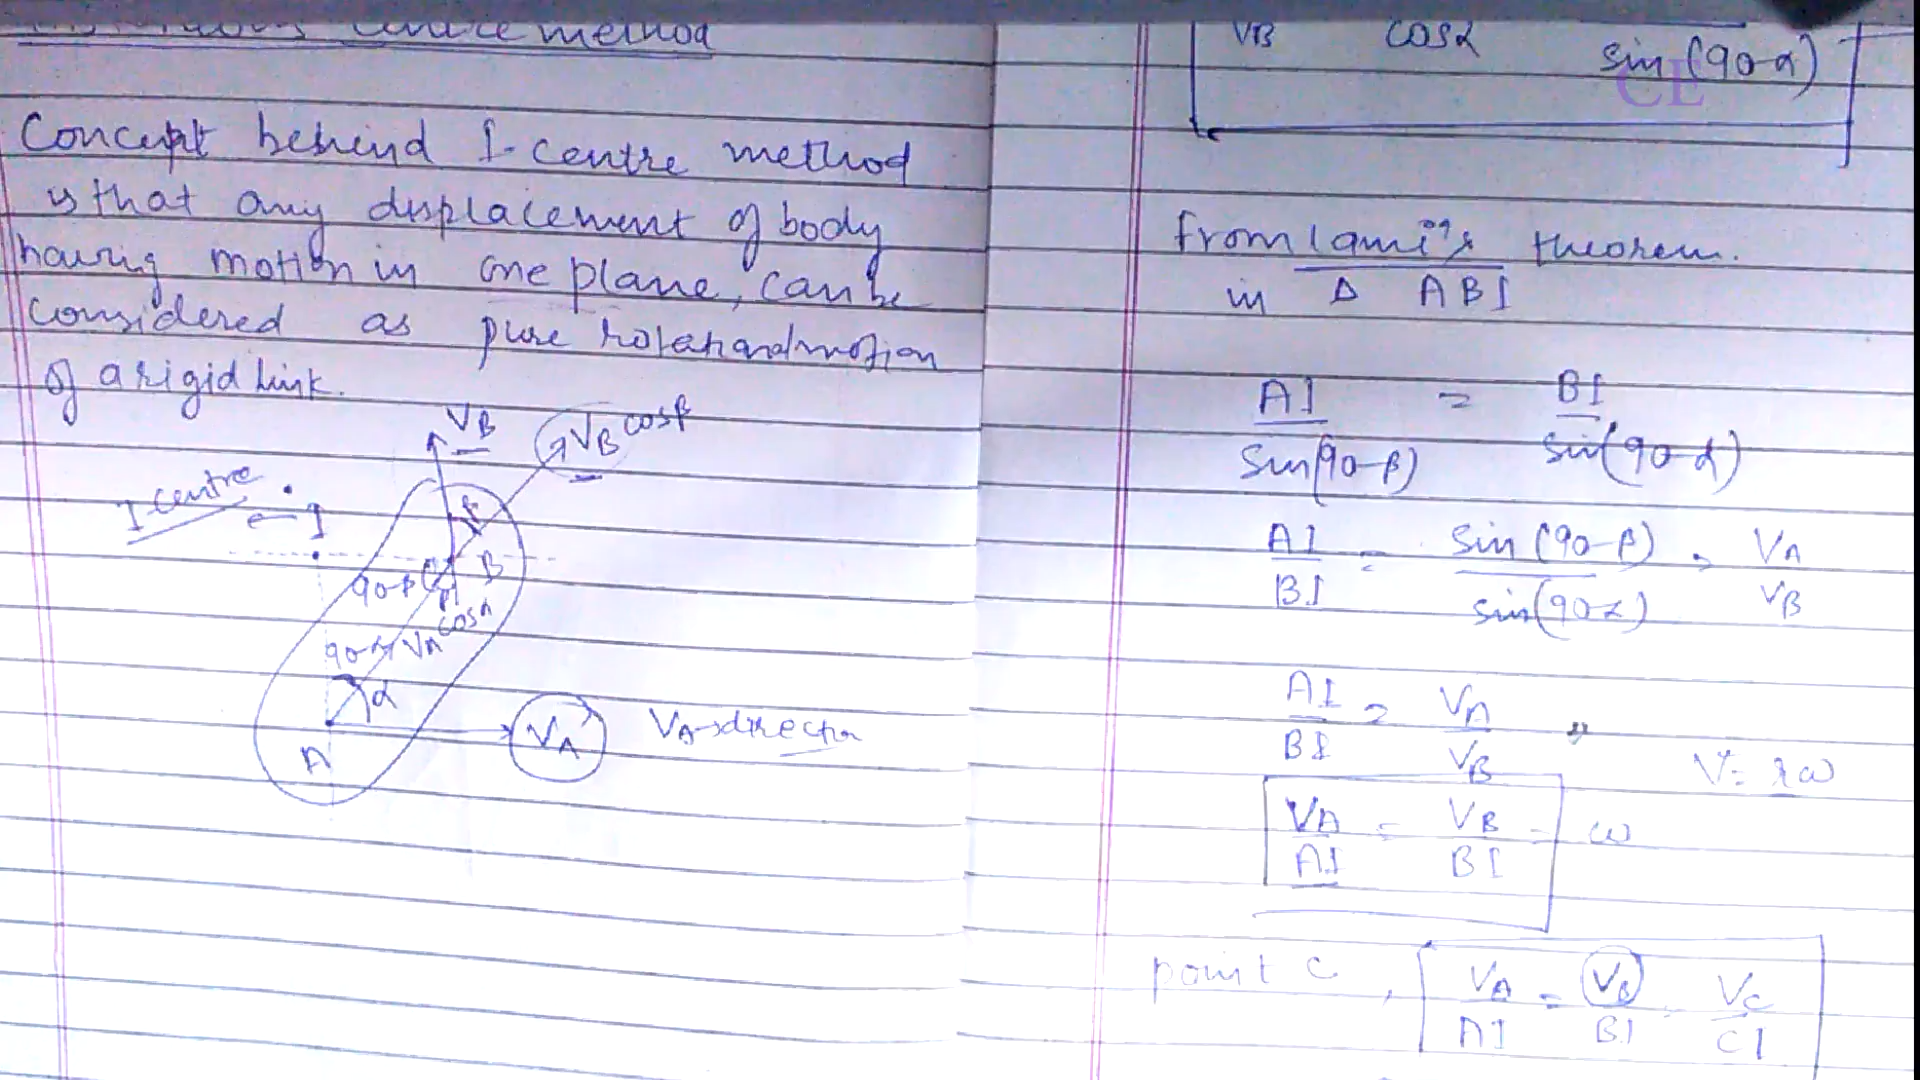 centre method
Concept behind I-centre method
is that any displacement of body
having motion in one plane, can be
considered as pure rotational motion
of a rigid link.
VB
VB cosβ
I centre
← I
β
90-β
B
VA cosα
90-α
α
A
VA
VA→direction
VB cosα sin(90-α)
CE
from lami's theorem.
in Δ ABI
AI/sin(90-β) = BI/sin(90-α)
AI/BI = sin(90-β)/sin(90-α) = VA/VB
AI/BI = VA/VB
V = rω
VA/AI = VB/BI = ω
point C, VA/AI = VB/BI = VC/CI